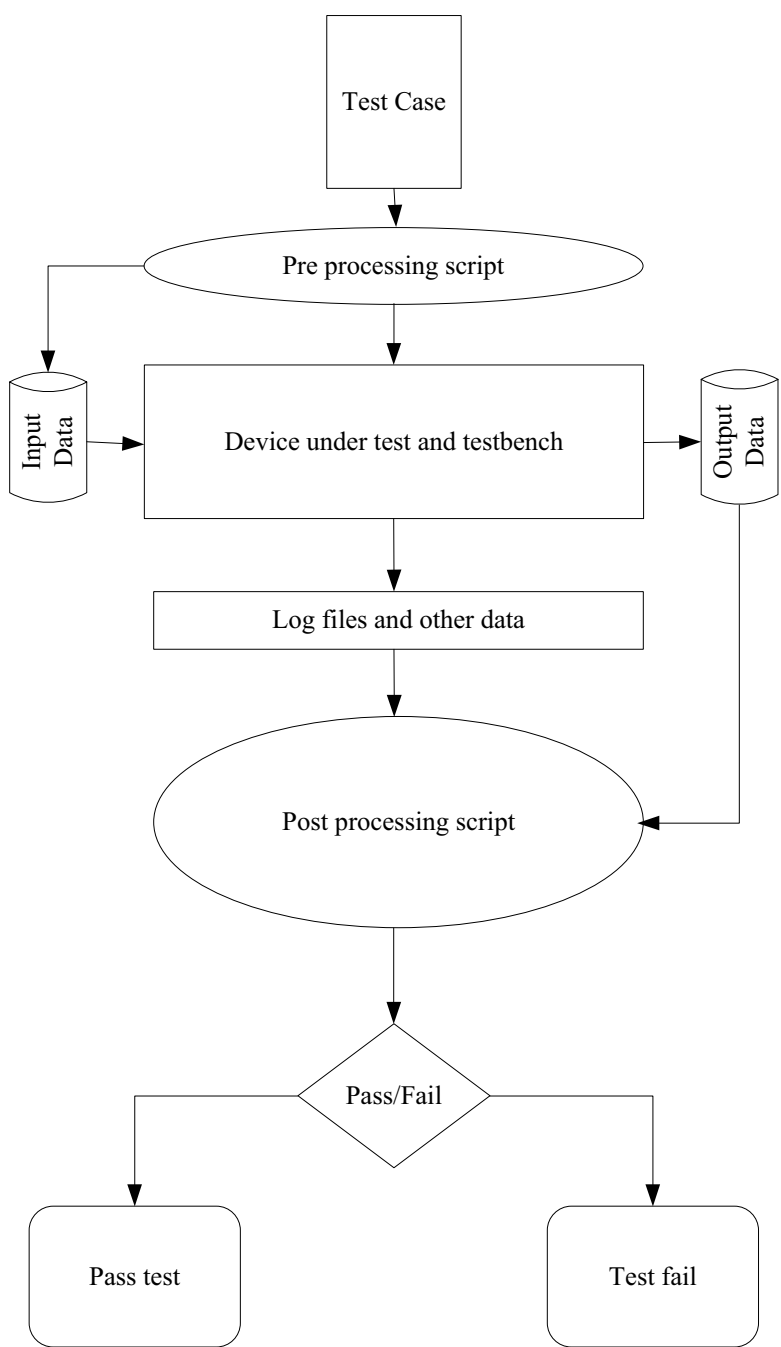 Test Case
Pre processing script
Input
Data
Device under test and testbench
Output
Data
Log files and other data
Post processing script
Pass/Fail
Pass test
Test fail